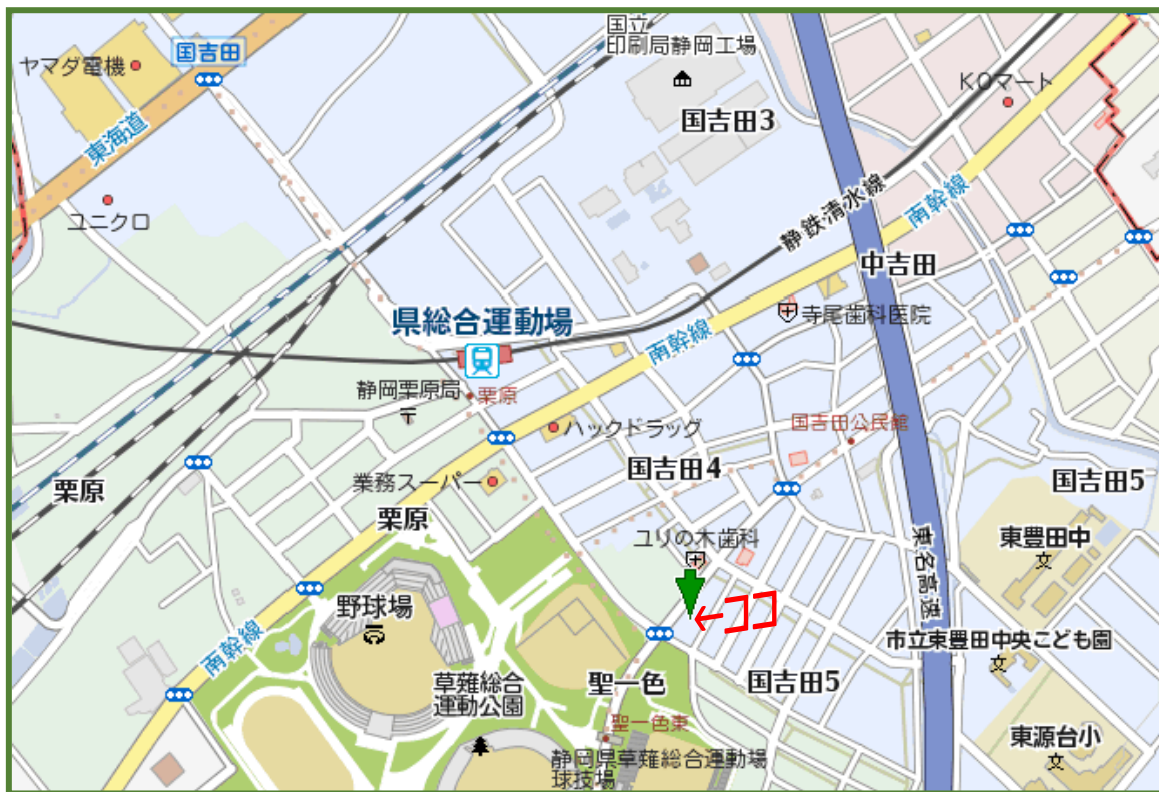 国立
印刷局静岡工場
国吉田
ヤマダ電機
KOマート
国吉田3
東海道
静鉄清水線
南幹線
ユニクロ
中吉田
県総合運動場
寺尾歯科医院
南幹線
静岡栗原局
栗原
ハックドラッグ
国吉田公民館
国吉田4
業務スーパー
国吉田5
栗原
栗原
ユリの木歯科
東豊田中
文
東名高速
野球場
ココ
南幹線
市立東豊田中央こども園
文
草薙総合
運動公園
聖一色
国吉田5
聖一色東
静岡県草薙総合運動場
球技場
東源台小
文